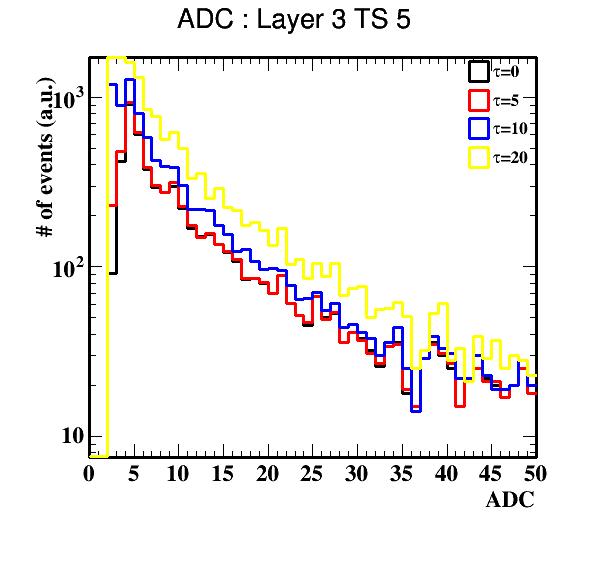 ADC : Layer 3 TS 5
# of events (a.u.)
10³
10²
10
τ=0
τ=5
τ=10
τ=20
0 5 10 15 20 25 30 35 40 45 50
ADC